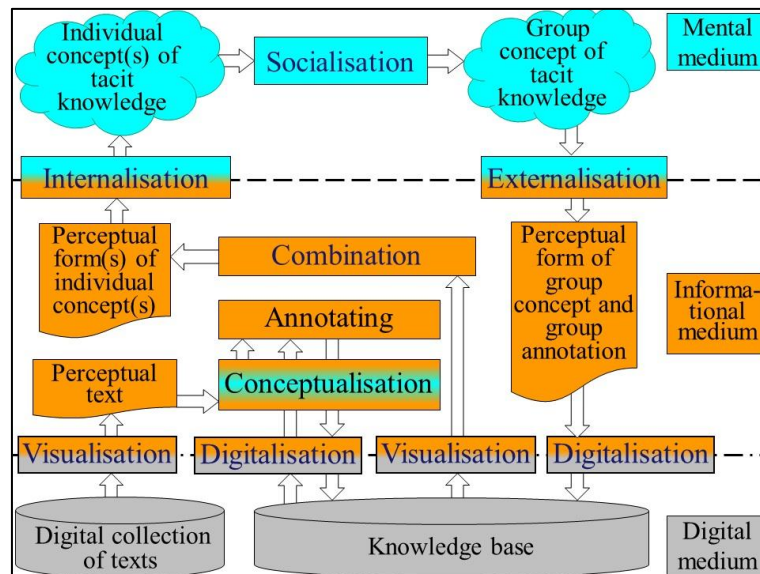 Individual
concept(s) of
tacit
knowledge
Socialisation
Group
concept of
tacit
knowledge
Mental
medium
Internalisation
Externalisation
Perceptual
form(s) of
individual
concept(s)
Combination
Perceptual
form of
group
concept and
group
annotation
Informa-
tional
medium
Annotating
Perceptual
text
Conceptualisation
Visualisation
Digitalisation
Visualisation
Digitalisation
Digital collection
of texts
Knowledge base
Digital
medium